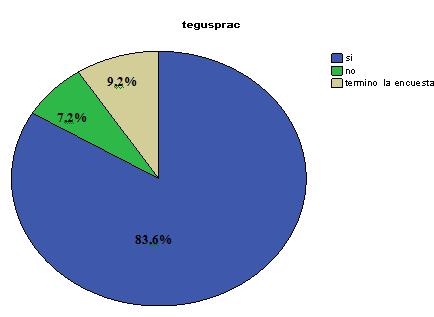 tegusprac
si
no
termino la encuesta
9,2%
7,2%
83,6%